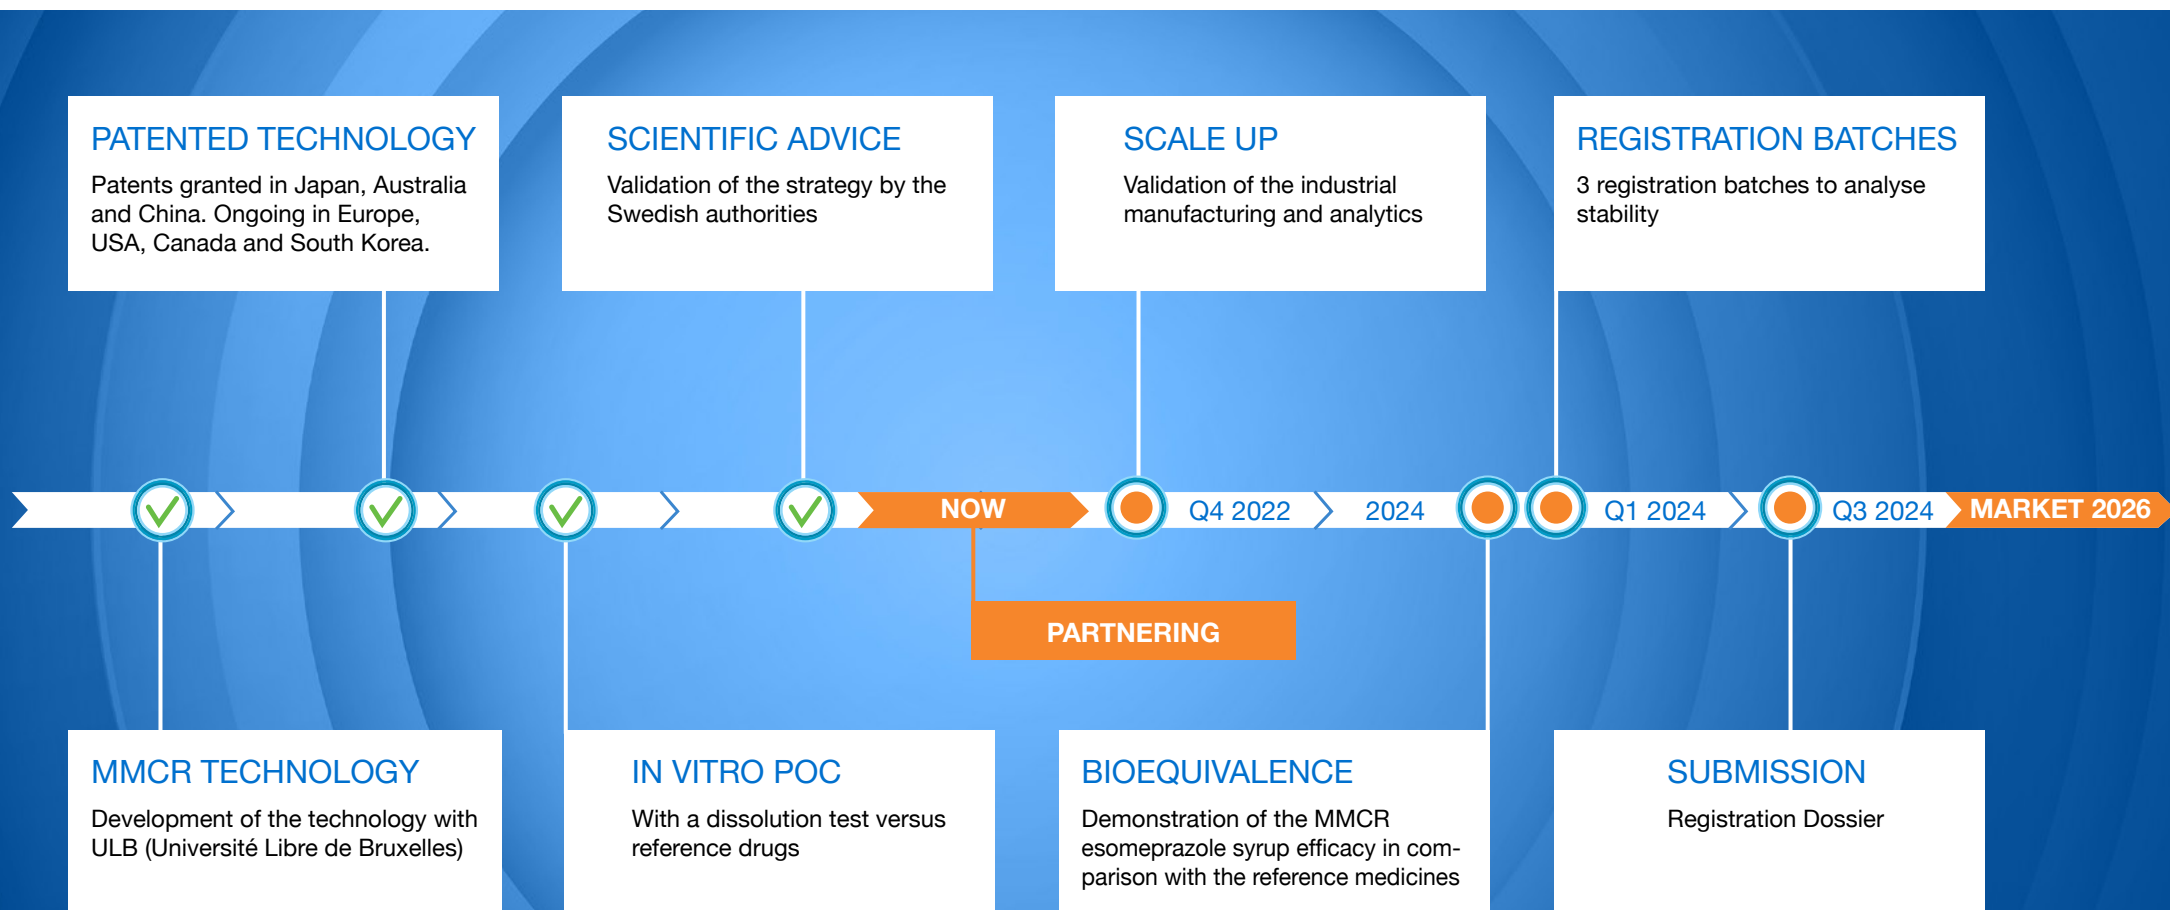 PATENTED TECHNOLOGY
Patents granted in Japan, Australia
and China. Ongoing in Europe,
USA, Canada and South Korea.
SCIENTIFIC ADVICE
Validation of the strategy by the
Swedish authorities
SCALE UP
Validation of the industrial
manufacturing and analytics
REGISTRATION BATCHES
3 registration batches to analyse
stability
NOW
Q4 2022
2024
Q1 2024
Q3 2024
MARKET 2026
PARTNERING
MMCR TECHNOLOGY
Development of the technology with
ULB (Université Libre de Bruxelles)
IN VITRO POC
With a dissolution test versus
reference drugs
BIOEQUIVALENCE
Demonstration of the MMCR
esomeprazole syrup efficacy in com-
parison with the reference medicines
SUBMISSION
Registration Dossier